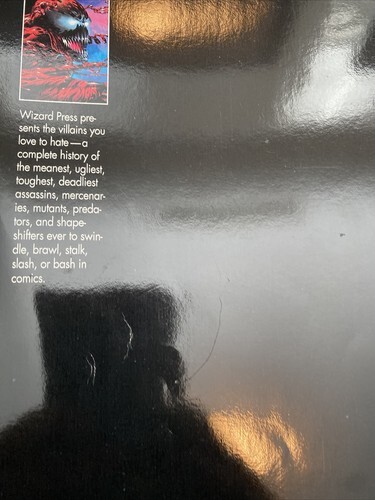 Wizard Press pre-
sents the villains you
love to hate—a
complete history of
the meanest, ugliest,
toughest, deadliest
assassins, mercenar-
ies, mutants, preda-
tors, and shape-
shifters ever to swin-
dle, brawl, stalk,
slash, or bash in
comics.